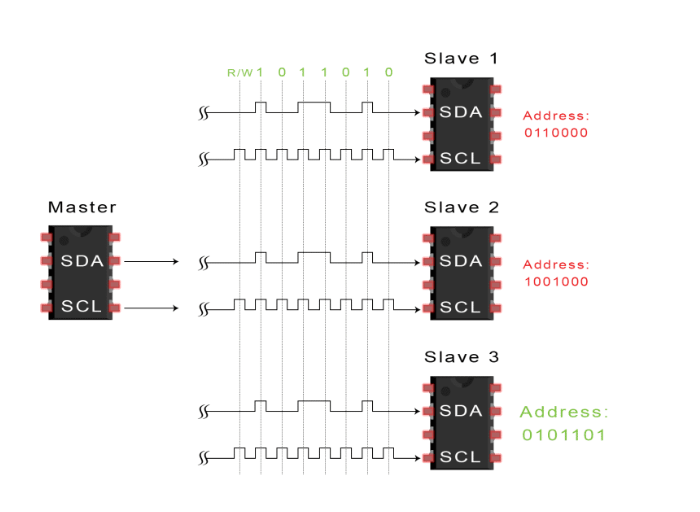 Slave 1
R/W 1 0 1 1 0 1 0
SDA
Address:
0110000
SCL
Master
Slave 2
SDA
SDA
Address:
1001000
SCL
SCL
Slave 3
SDA
Address:
0101101
SCL